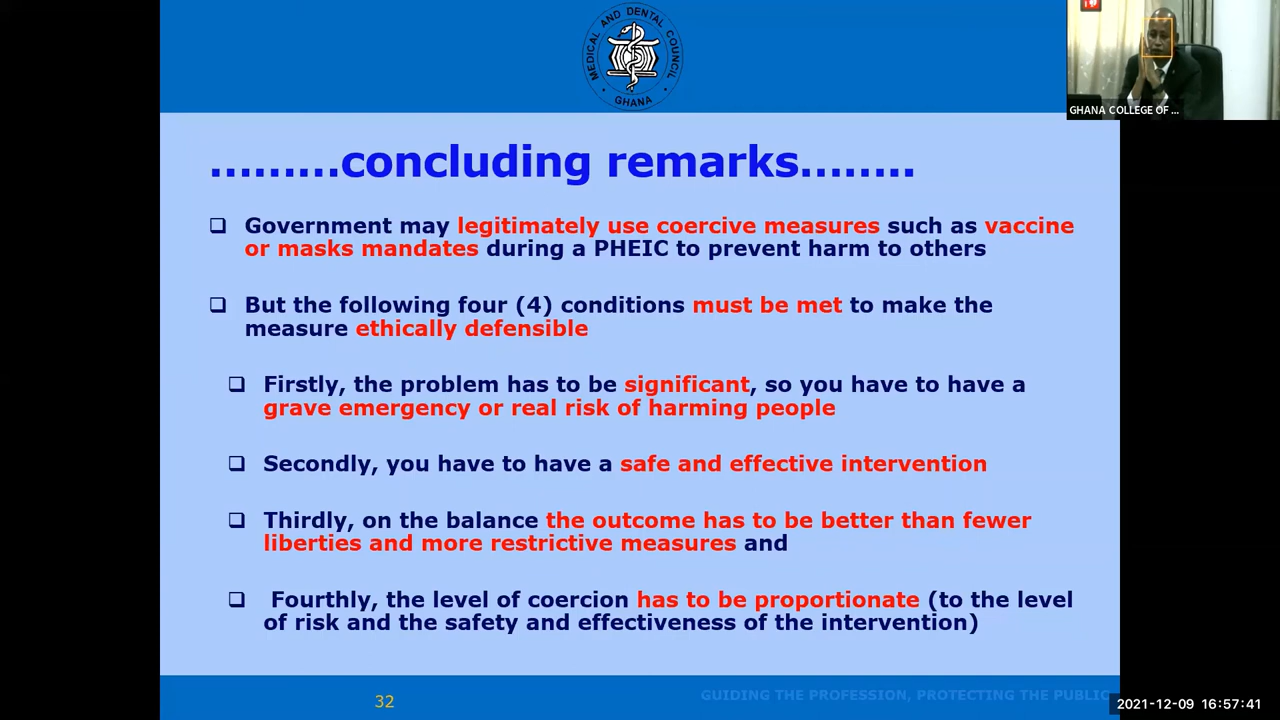 MEDICAL AND DENTAL COUNCIL
GHANA
GHANA COLLEGE OF ...
.........concluding remarks........
❑ Government may legitimately use coercive measures such as vaccine
or masks mandates during a PHEIC to prevent harm to others
❑ But the following four (4) conditions must be met to make the
measure ethically defensible
❑ Firstly, the problem has to be significant, so you have to have a
grave emergency or real risk of harming people
❑ Secondly, you have to have a safe and effective intervention
❑ Thirdly, on the balance the outcome has to be better than fewer
liberties and more restrictive measures and
❑ Fourthly, the level of coercion has to be proportionate (to the level
of risk and the safety and effectiveness of the intervention)
32
GUIDING THE PROFESSION, PROTECTING THE PUBLIC
2021-12-09 16:57:41